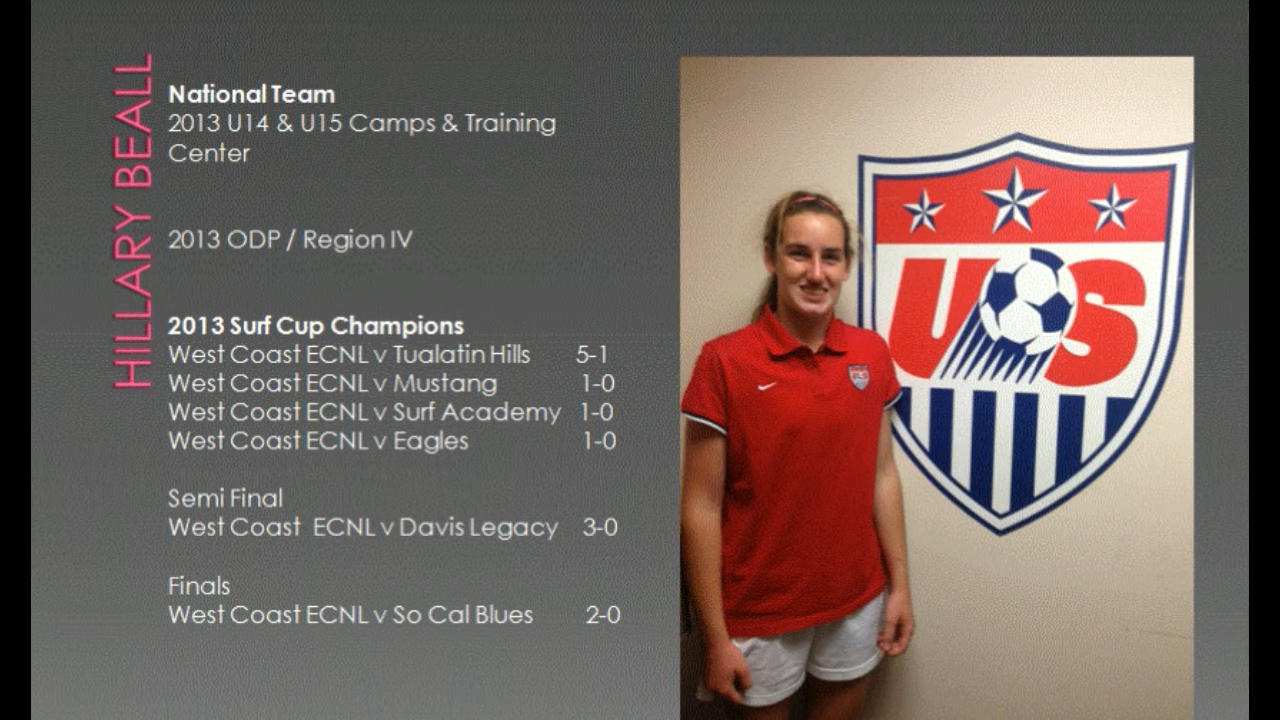 HILLARY BEALL
National Team
2013 U14 & U15 Camps & Training
Center
2013 ODP / Region IV
2013 Surf Cup Champions
West Coast ECNL v Tualatin Hills 5-1
West Coast ECNL v Mustang 1-0
West Coast ECNL v Surf Academy 1-0
West Coast ECNL v Eagles 1-0
Semi Final
West Coast ECNL v Davis Legacy 3-0
Finals
West Coast ECNL v So Cal Blues 2-0
US